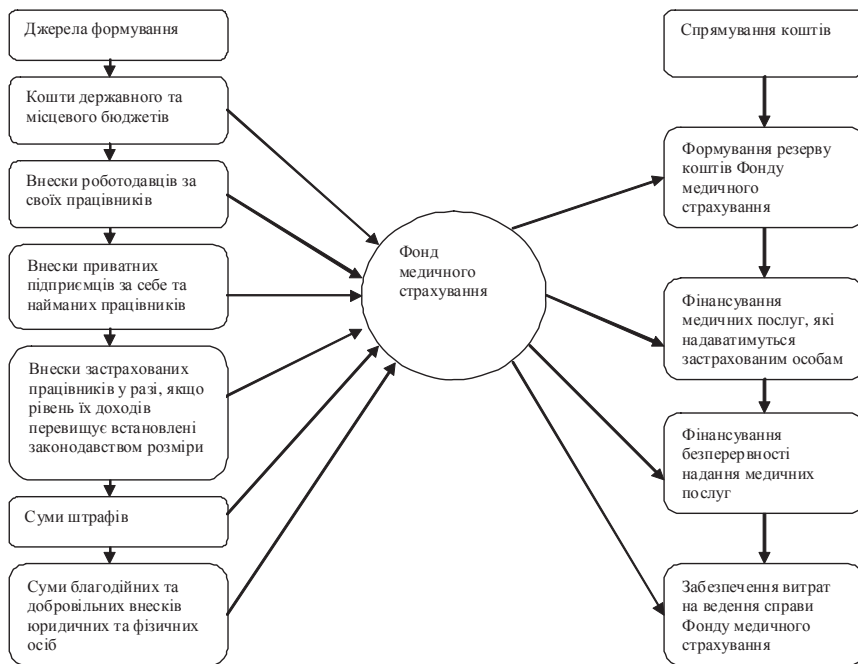 Джерела формування
Кошти державного та
місцевого бюджетів
Внески роботодавців за
своїх працівників
Внески приватних
підприємців за себе та
найманих працівників
Внески застрахованих
працівників у разі, якщо
рівень їх доходів
перевищує встановлені
законодавством розміри
Суми штрафів
Суми благодійних та
добровільних внесків
юридичних та фізичних
осіб
Фонд
медичного
страхування
Спрямування коштів
Формування резерву
коштів Фонду
медичного
страхування
Фінансування
медичних послуг, які
надаватимуться
застрахованим особам
Фінансування
безперервності
надання медичних
послуг
Забезпечення витрат
на ведення справи
Фонду медичного
страхування